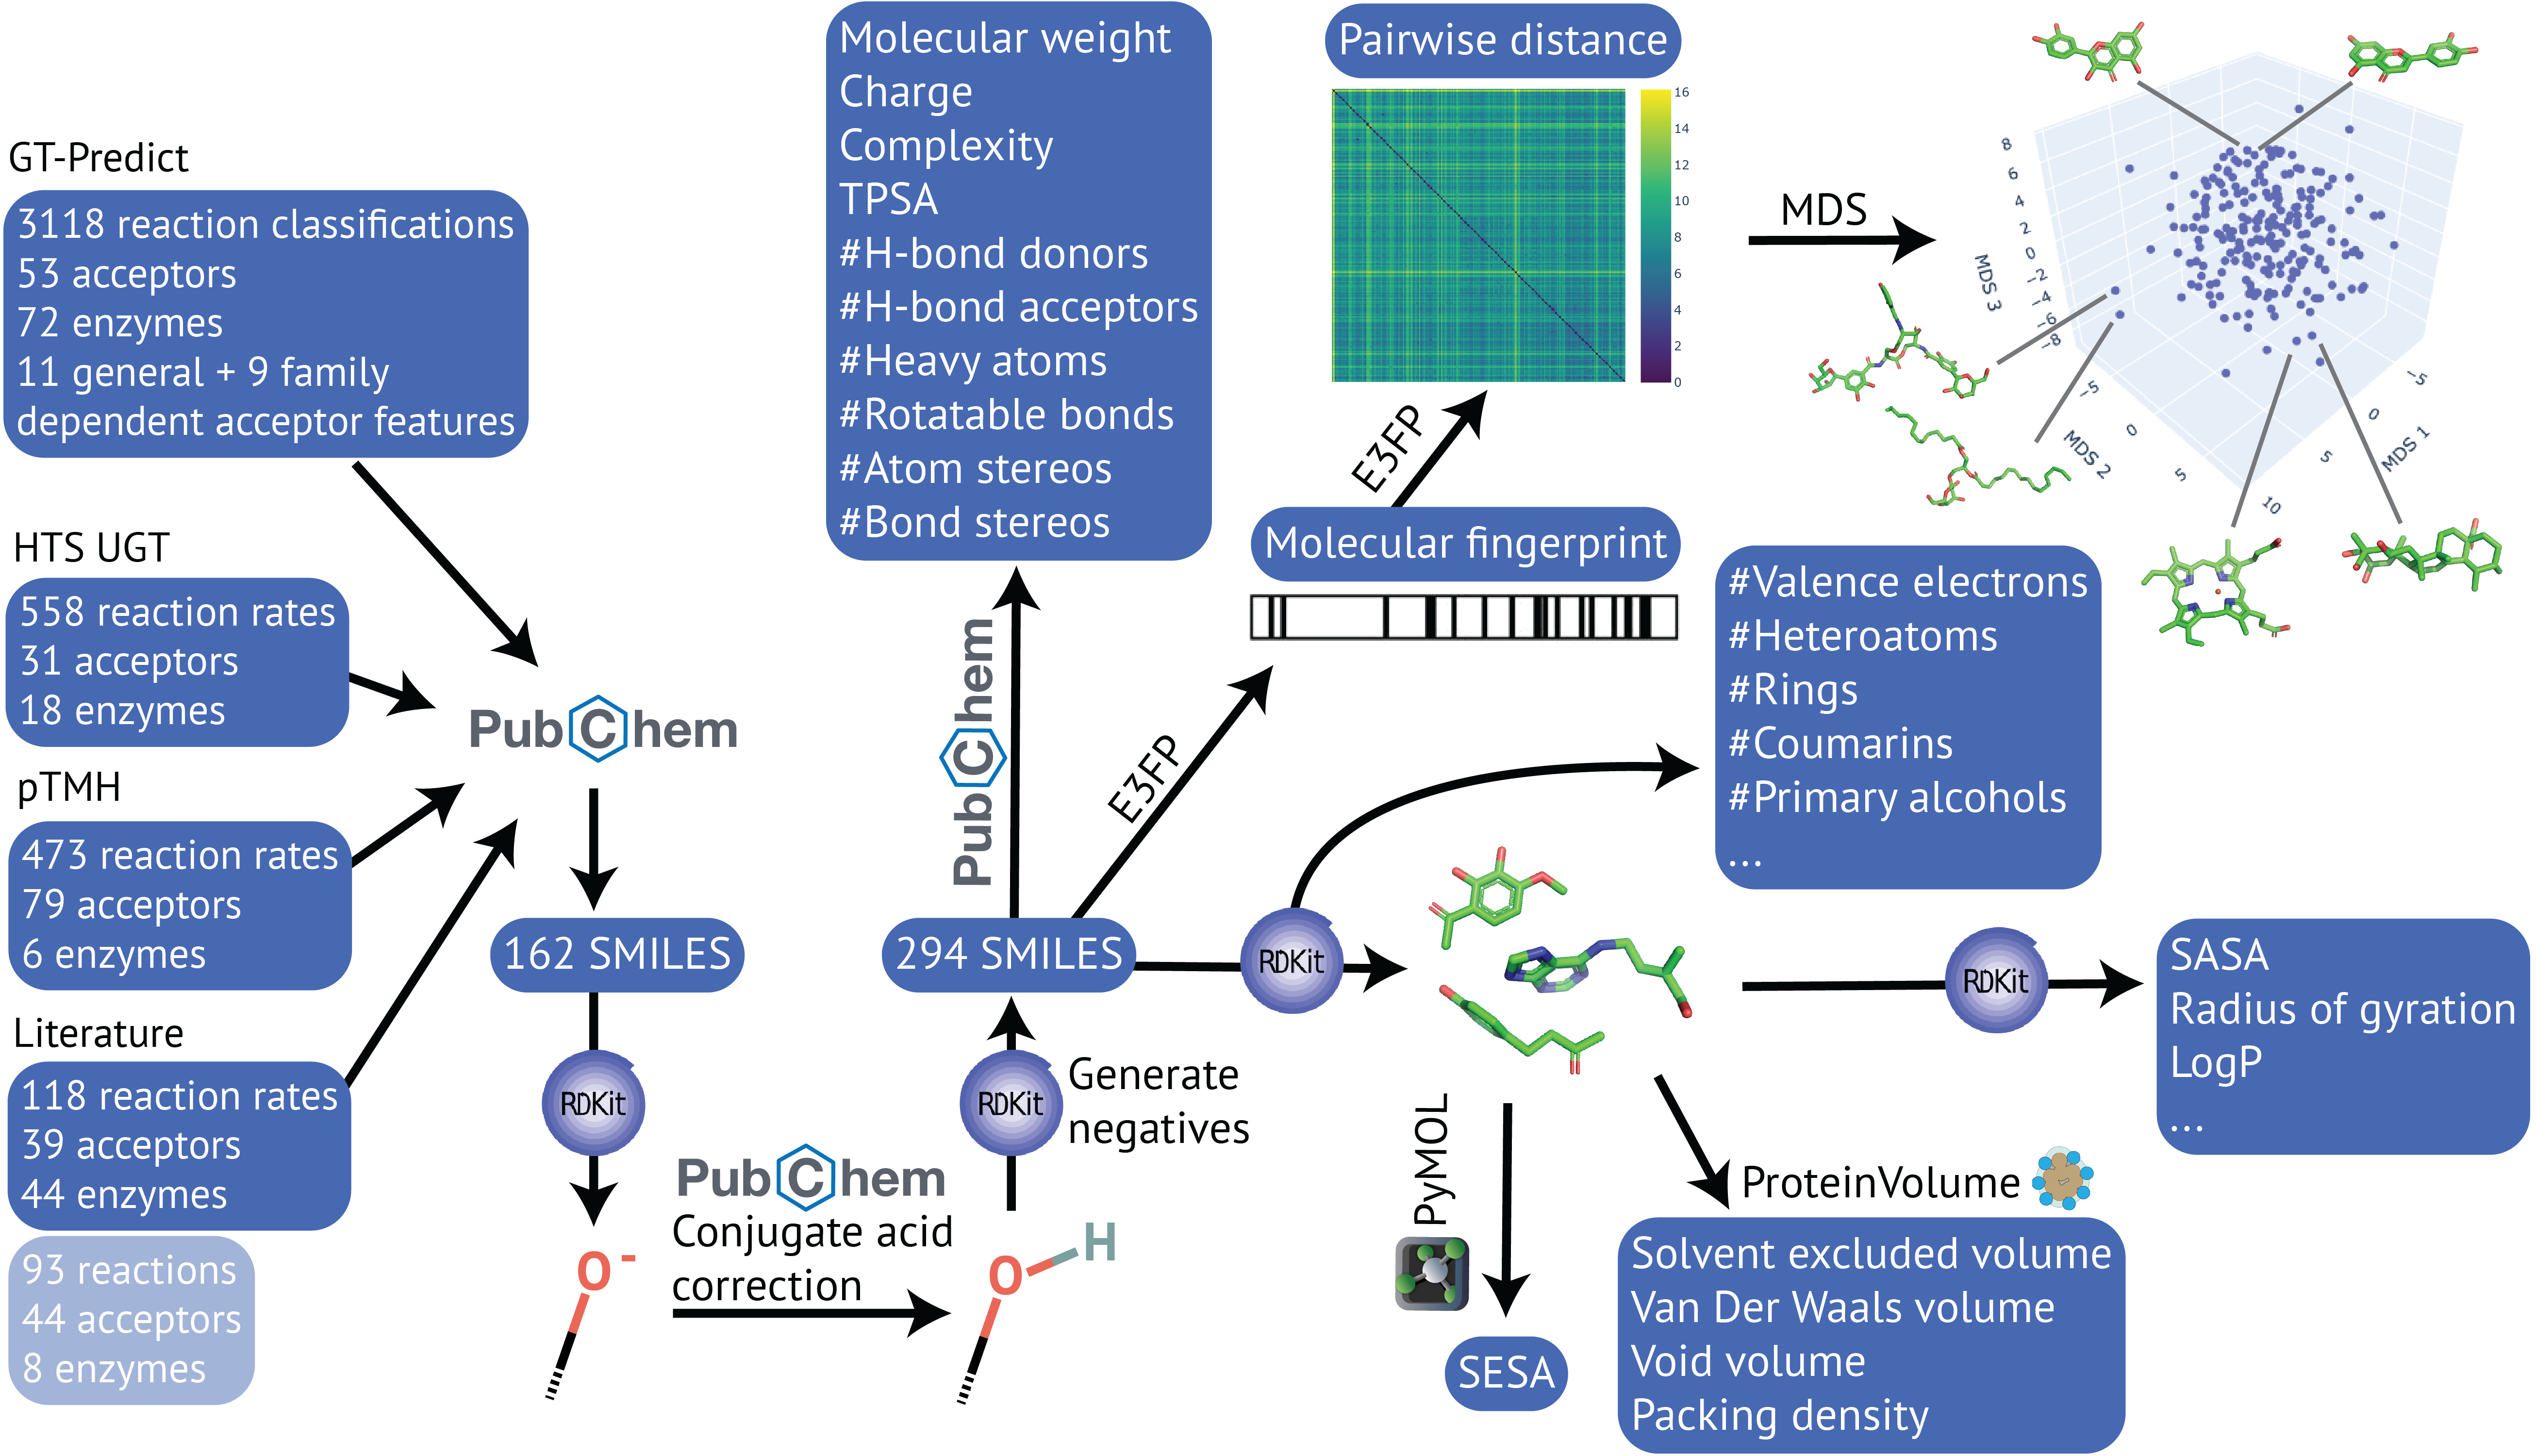 GT-Predict
3118 reaction classifications
53 acceptors
72 enzymes
11 general + 9 family
dependent acceptor features
HTS UGT
558 reaction rates
31 acceptors
18 enzymes
pTMH
473 reaction rates
79 acceptors
6 enzymes
Literature
118 reaction rates
39 acceptors
44 enzymes
93 reactions
44 acceptors
8 enzymes
PubChem
162 SMILES
RDKit
O -
PubChem
Conjugate acid
correction
O H
RDKit
Generate
negatives
294 SMILES
PubChem
Molecular weight
Charge
Complexity
TPSA
#H-bond donors
#H-bond acceptors
#Heavy atoms
#Rotatable bonds
#Atom stereos
#Bond stereos
E3FP
Molecular fingerprint
E3FP
Pairwise distance
16
14
12
10
8
6
4
2
0
MDS
8
6
4
2
0
−2
−4
−6
−8
MDS 3
−5
0
5
MDS 2
−5
0
5
10
MDS 1
RDKit
#Valence electrons
#Heteroatoms
#Rings
#Coumarins
#Primary alcohols
...
RDKit
SASA
Radius of gyration
LogP
...
PyMOL
SESA
ProteinVolume
Solvent excluded volume
Van Der Waals volume
Void volume
Packing density